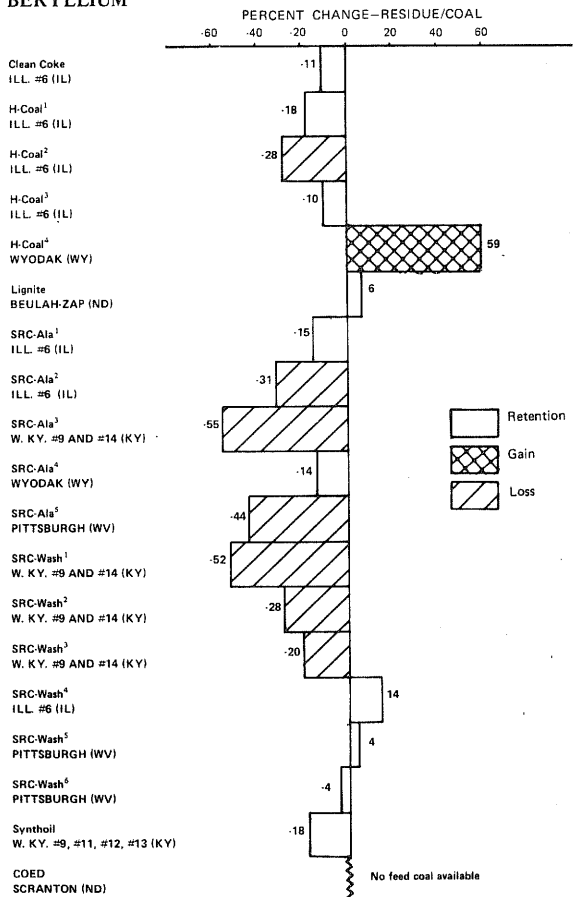 BERYLLIUM
PERCENT CHANGE—RESIDUE/COAL
-60 -40 -20 0 20 40 60
Clean Coke
ILL. #6 (IL)
-11
H-Coal¹
ILL. #6 (IL)
-18
H-Coal²
ILL. #6 (IL)
-28
H-Coal³
ILL. #6 (IL)
-10
H-Coal⁴
WYODAK (WY)
59
Lignite
BEULAH-ZAP (ND)
6
SRC-Ala¹
ILL. #6 (IL)
-15
SRC-Ala²
ILL. #6 (IL)
-31
SRC-Ala³
W. KY. #9 AND #14 (KY)
-55
SRC-Ala⁴
WYODAK (WY)
-14
SRC-Ala⁵
PITTSBURGH (WV)
-44
SRC-Wash¹
W. KY. #9 AND #14 (KY)
-52
SRC-Wash²
W. KY. #9 AND #14 (KY)
-28
SRC-Wash³
W. KY. #9 AND #14 (KY)
-20
SRC-Wash⁴
ILL. #6 (IL)
14
SRC-Wash⁵
PITTSBURGH (WV)
4
SRC-Wash⁶
PITTSBURGH (WV)
-4
Synthoil
W. KY. #9, #11, #12, #13 (KY)
-18
COED
SCRANTON (ND)
No feed coal available
Retention
Gain
Loss